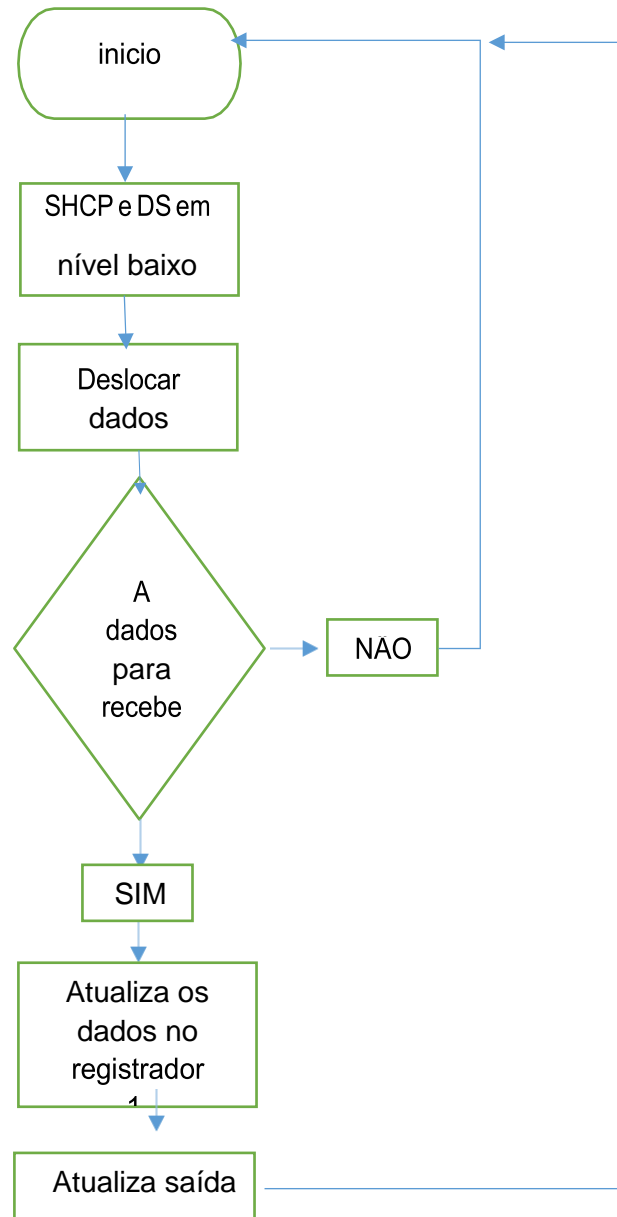 inicio
SHCP e DS em
nível baixo
Deslocar
dados
A
dados
para
recebe
NÃO
SIM
Atualiza os
dados no
registrador
1
Atualiza saída